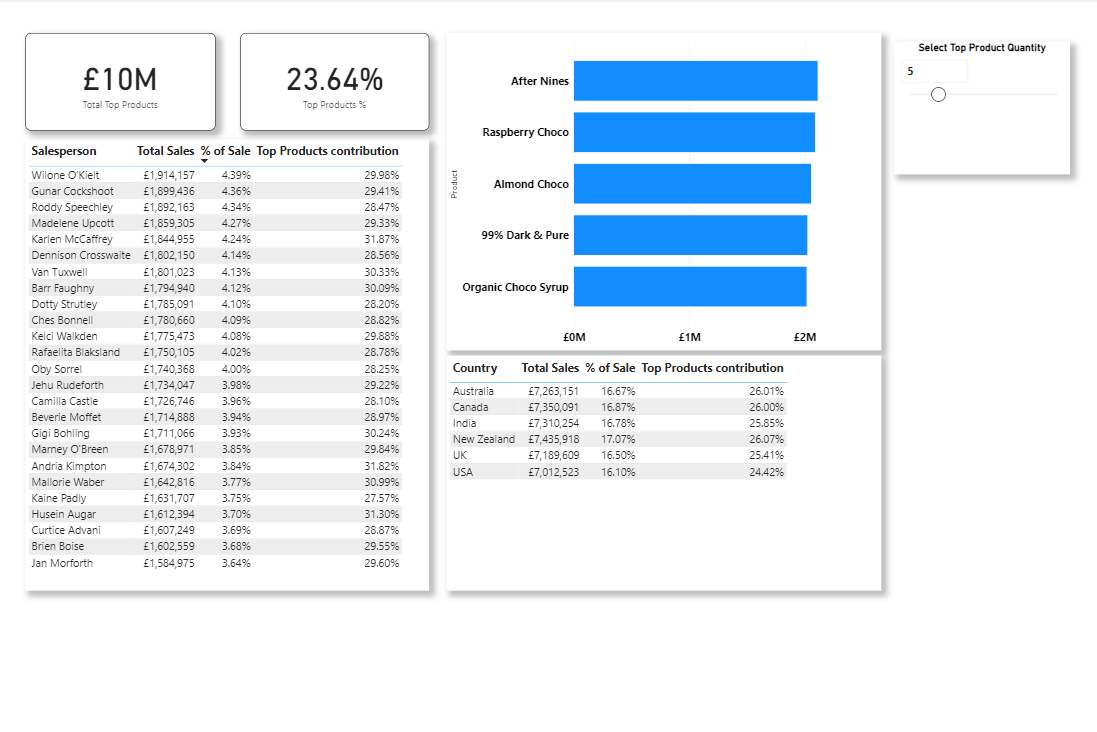 £10M
Total Top Products
23.64%
Top Products %
Salesperson Total Sales % of Sale Top Products contribution
Wilone O'Kielt £1,914,157 4.39% 29.98%
Gunar Cockshoot £1,899,436 4.36% 29.41%
Roddy Speechley £1,892,163 4.34% 28.47%
Madelene Upcott £1,859,305 4.27% 29.33%
Karlen McCaffrey £1,844,955 4.24% 31.87%
Dennison Crosswaite £1,802,150 4.14% 28.56%
Van Tuxwell £1,801,023 4.13% 30.33%
Barr Faughny £1,794,940 4.12% 30.09%
Dotty Strutley £1,785,091 4.10% 28.20%
Ches Bonnell £1,780,660 4.09% 28.82%
Kelci Walkden £1,775,473 4.08% 29.88%
Rafaelita Blaksland £1,750,105 4.02% 28.78%
Oby Sorrel £1,740,368 4.00% 28.25%
Jehu Rudeforth £1,734,047 3.98% 29.22%
Camilla Castle £1,726,746 3.96% 28.10%
Beverie Moffet £1,714,888 3.94% 28.97%
Gigi Bohling £1,711,066 3.93% 30.24%
Marney O'Breen £1,678,971 3.85% 29.84%
Andria Kimpton £1,674,302 3.84% 31.82%
Mallorie Waber £1,642,816 3.77% 30.99%
Kaine Padly £1,631,707 3.75% 27.57%
Husein Augar £1,612,394 3.70% 31.30%
Curtice Advani £1,607,249 3.69% 28.87%
Brien Boise £1,602,559 3.68% 29.55%
Jan Morforth £1,584,975 3.64% 29.60%
Product
After Nines
Raspberry Choco
Almond Choco
99% Dark & Pure
Organic Choco Syrup
£0M £1M £2M
Country Total Sales % of Sale Top Products contribution
Australia £7,263,151 16.67% 26.01%
Canada £7,350,091 16.87% 26.00%
India £7,310,254 16.78% 25.85%
New Zealand £7,435,918 17.07% 26.07%
UK £7,189,609 16.50% 25.41%
USA £7,012,523 16.10% 24.42%
Select Top Product Quantity
5